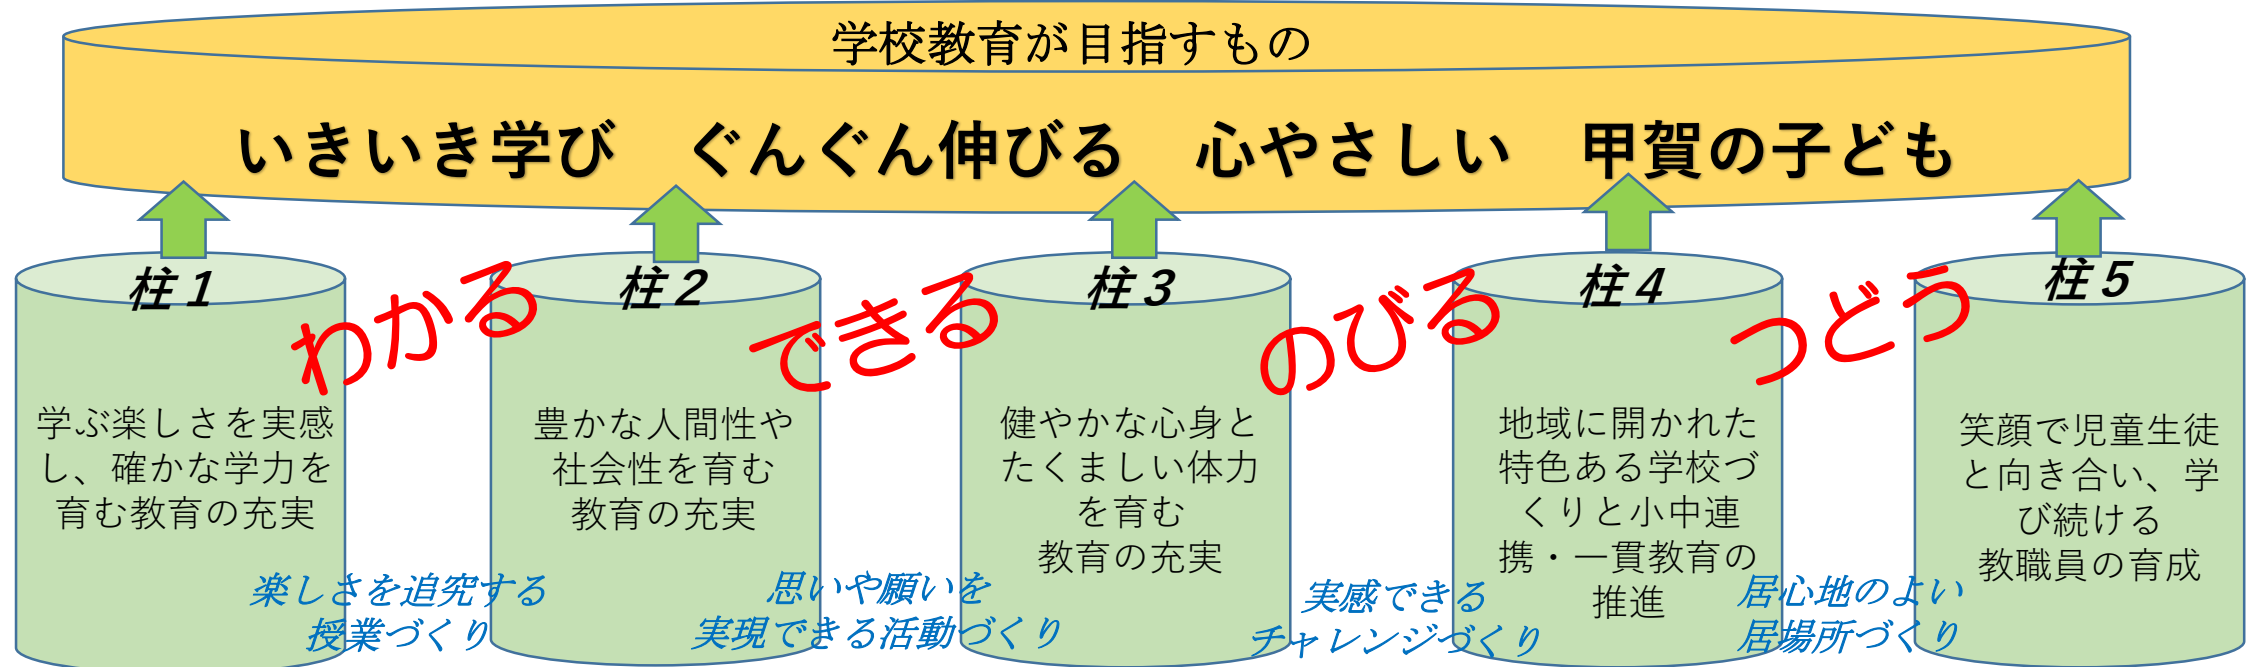 学校教育が目指すもの
いきいき学び　ぐんぐん伸びる　心やさしい　甲賀の子ども
柱１
学ぶ楽しさを実感
し、確かな学力を
育む教育の充実
わかる
楽しさを追究する
授業づくり
柱２
豊かな人間性や
社会性を育む
教育の充実
できる
思いや願いを
実現できる活動づくり
柱３
健やかな心身と
たくましい体力
を育む
教育の充実
のびる
実感できる
チャレンジづくり
柱４
地域に開かれた
特色ある学校づ
くりと小中連
携・一貫教育の
推進
つどう
居心地のよい
居場所づくり
柱５
笑顔で児童生徒
と向き合い、学
び続ける
教職員の育成